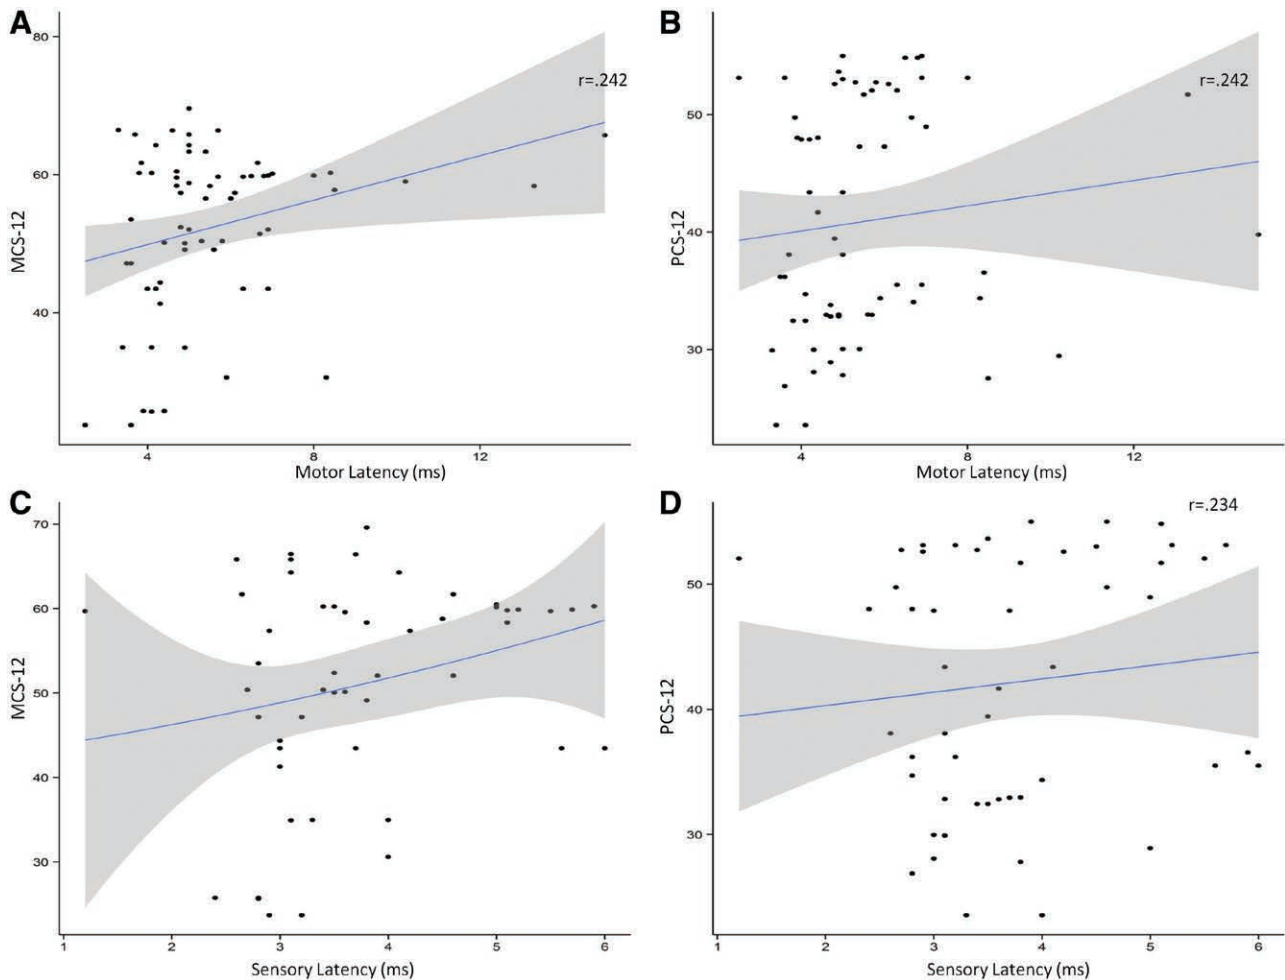 A
B
80
60
40
MCS-12
r=.242
4
8
12
Motor Latency (ms)
50
40
30
PCS-12
r=.242
4
8
12
Motor Latency (ms)
C
D
70
60
50
40
30
MCS-12
1
2
3
4
5
6
Sensory Latency (ms)
r=.234
50
40
30
PCS-12
1
2
3
4
5
6
Sensory Latency (ms)